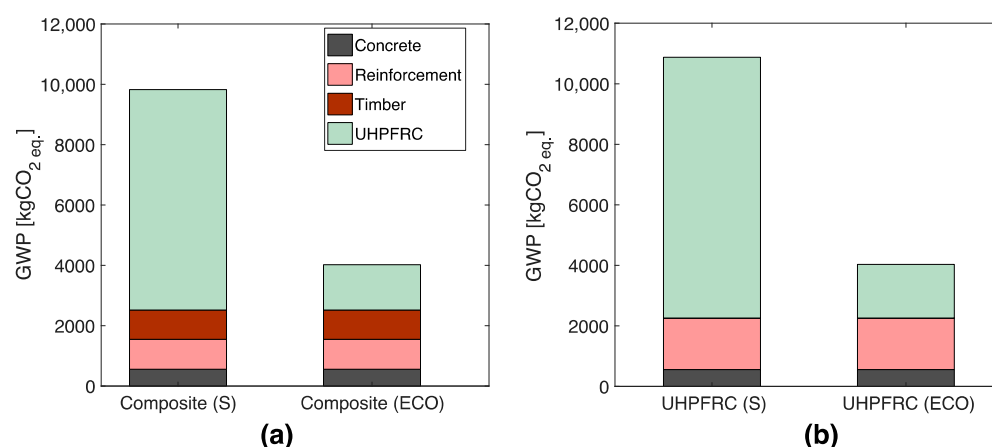 12,000
10,000
8000
6000
4000
2000
0
GWP [kgCO2 eq.]
Concrete
Reinforcement
Timber
UHPFRC
Composite (S)
Composite (ECO)
(a)
12,000
10,000
8000
6000
4000
2000
0
GWP [kgCO2 eq.]
UHPFRC (S)
UHPFRC (ECO)
(b)